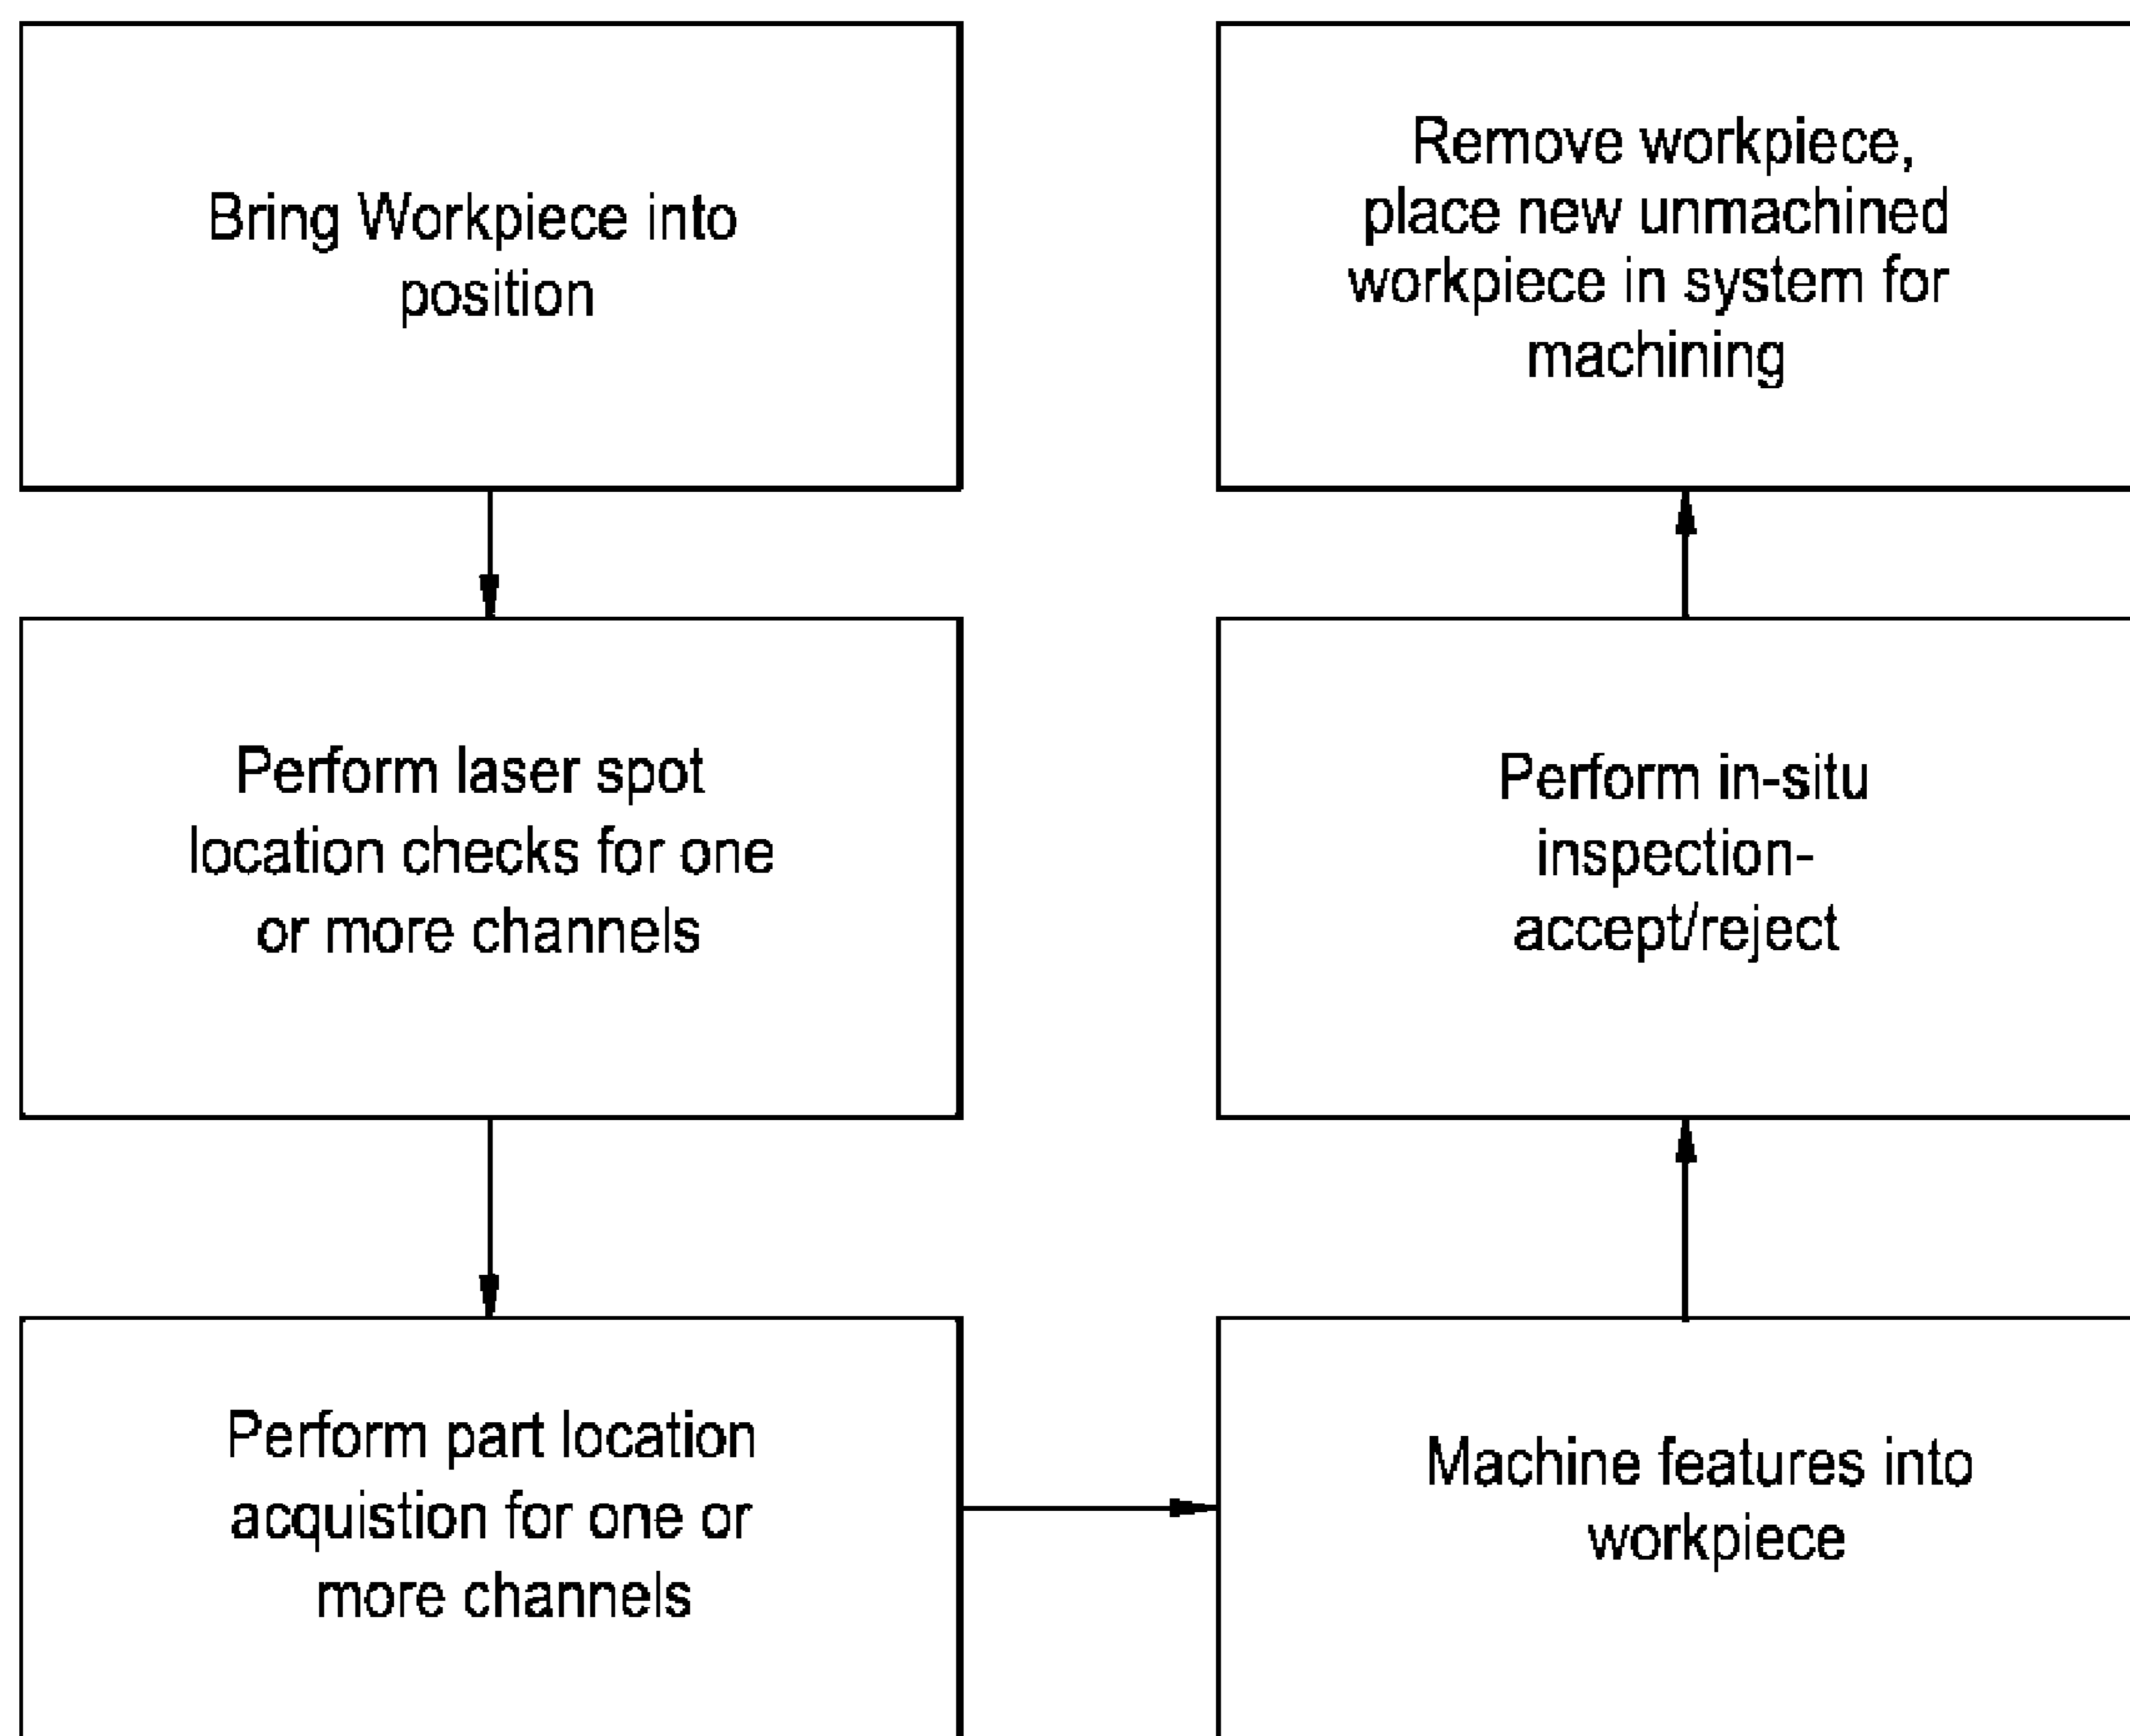 Bring Workpiece into
position
Perform laser spot
location checks for one
or more channels
Perform part location
acquistion for one or
more channels
Machine features into
workpiece
Perform in-situ
inspection-
accept/reject
Remove workpiece,
place new unmachined
workpiece in system for
machining